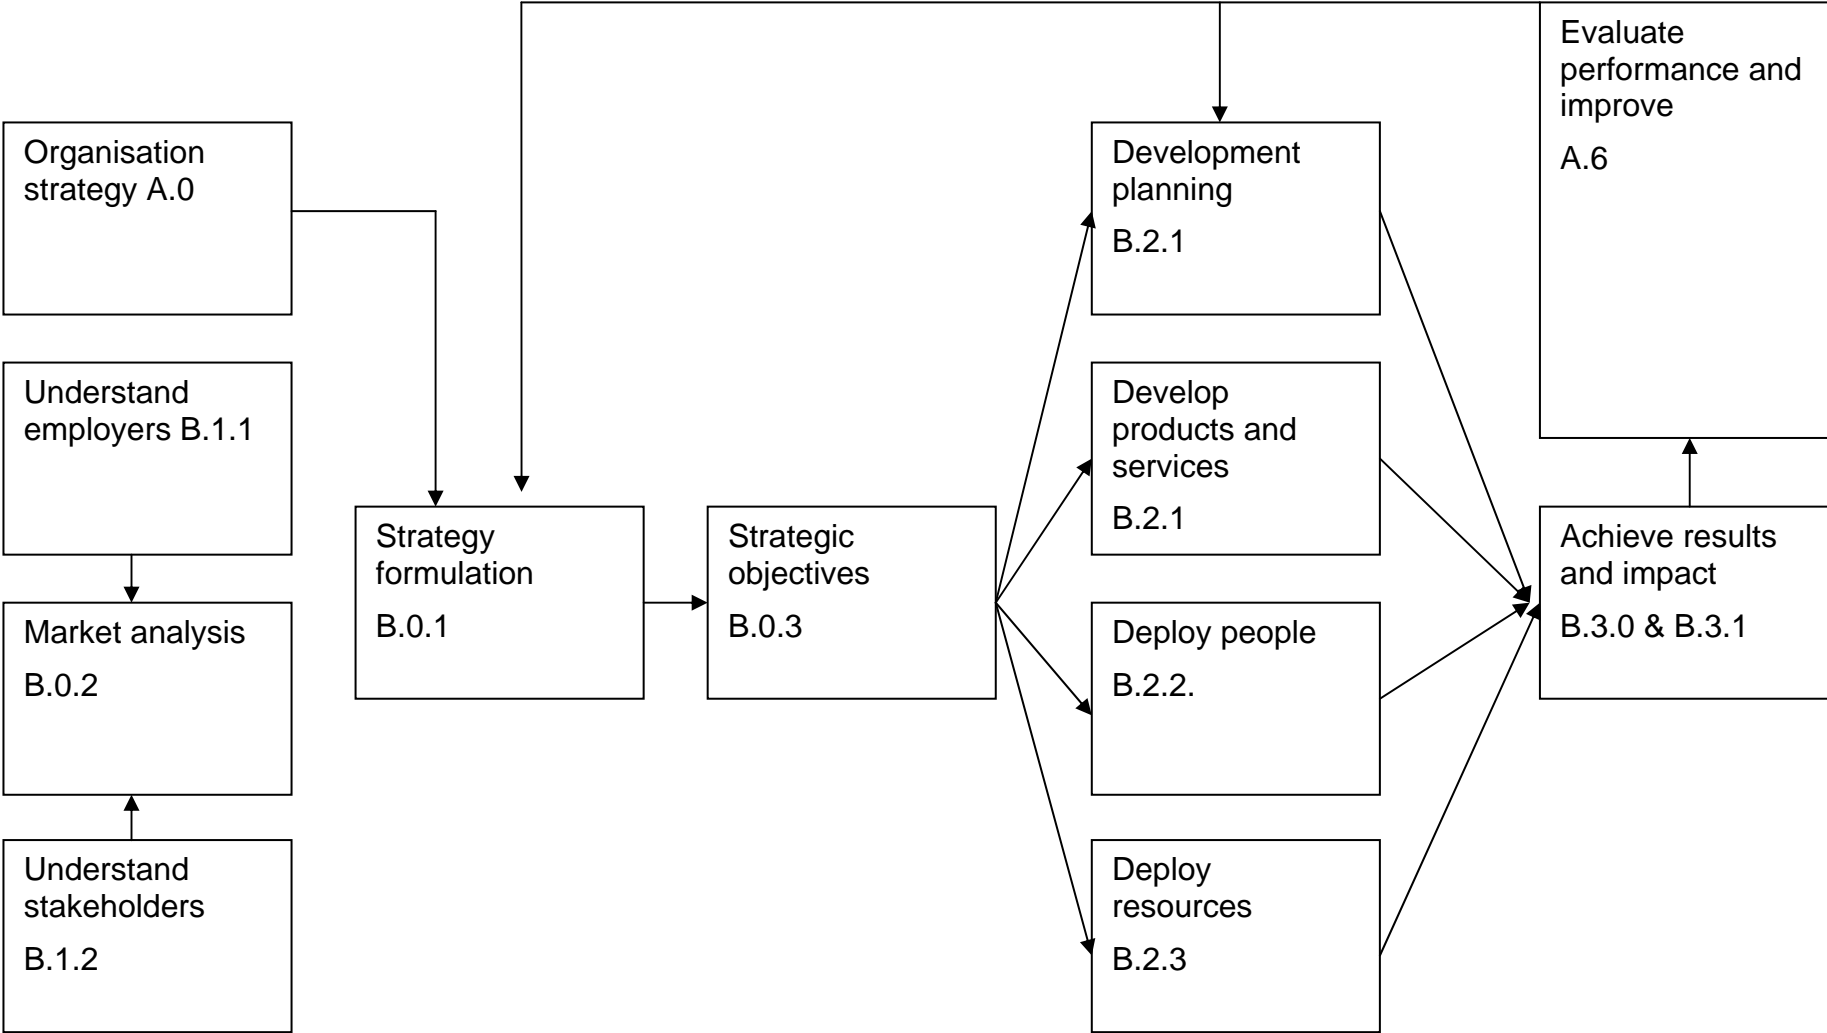 Evaluate
performance and
improve
A.6
Organisation
strategy A.0
Development
planning
B.2.1
Understand
employers B.1.1
Develop
products and
services
B.2.1
Strategy
formulation
B.0.1
Strategic
objectives
B.0.3
Achieve results
and impact
B.3.0 & B.3.1
Market analysis
B.0.2
Deploy people
B.2.2.
Understand
stakeholders
B.1.2
Deploy
resources
B.2.3